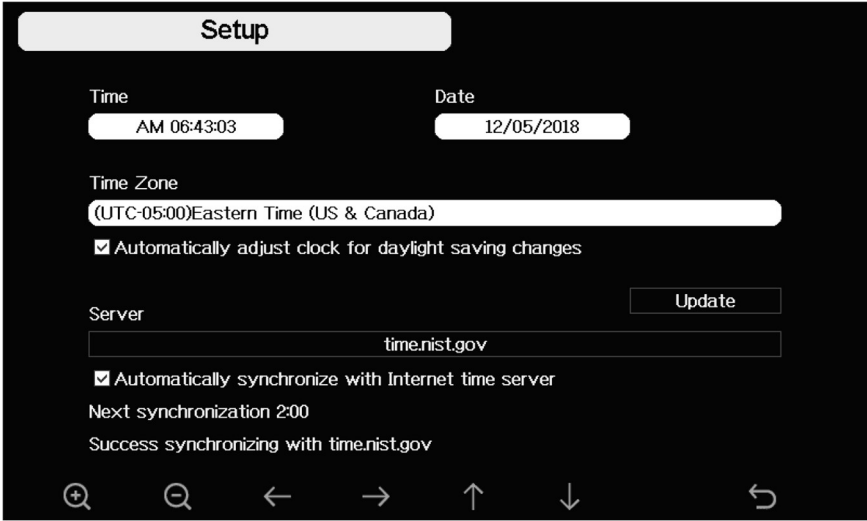 Setup
Time Date
AM 06:43:03 12/05/2018
Time Zone
(UTC-05:00)Eastern Time (US & Canada)
Automatically adjust clock for daylight saving changes
Update
Server
time.nist.gov
Automatically synchronize with Internet time server
Next synchronization 2:00
Success synchronizing with time.nist.gov